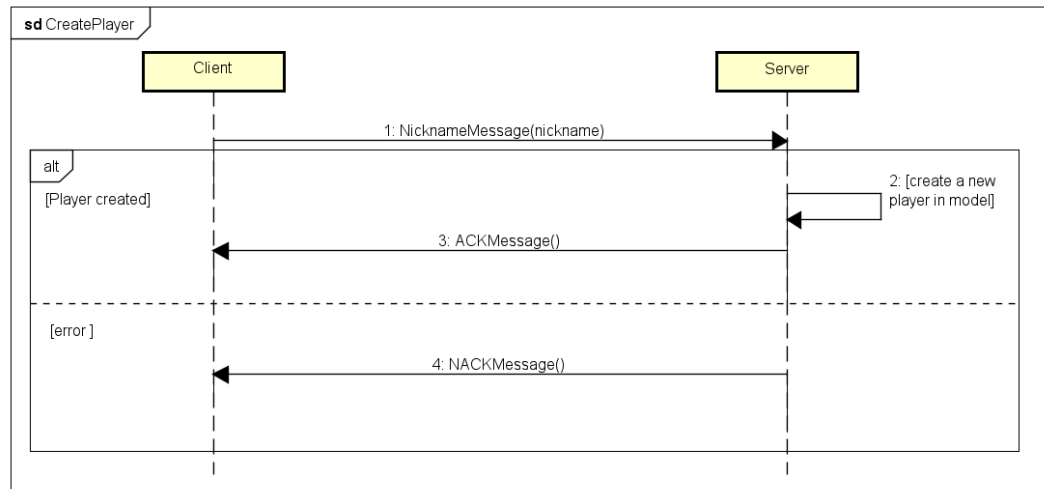 sd CreatePlayer
Client
Server
1: NicknameMessage(nickname)
alt
[Player created]
2: [create a new
player in model]
3: ACKMessage()
[error ]
4: NACKMessage()